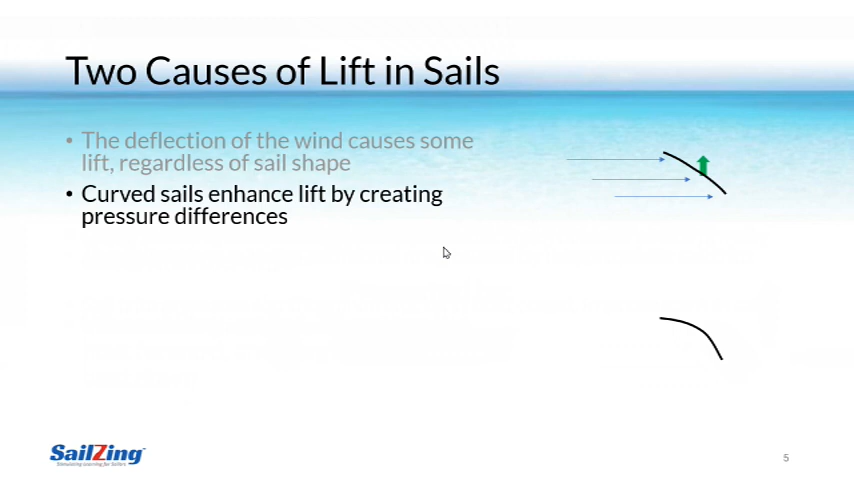 Two Causes of Lift in Sails
• The deflection of the wind causes some
lift, regardless of sail shape
• Curved sails enhance lift by creating
pressure differences
SailZing
Stimulating Learning for Sailors
5